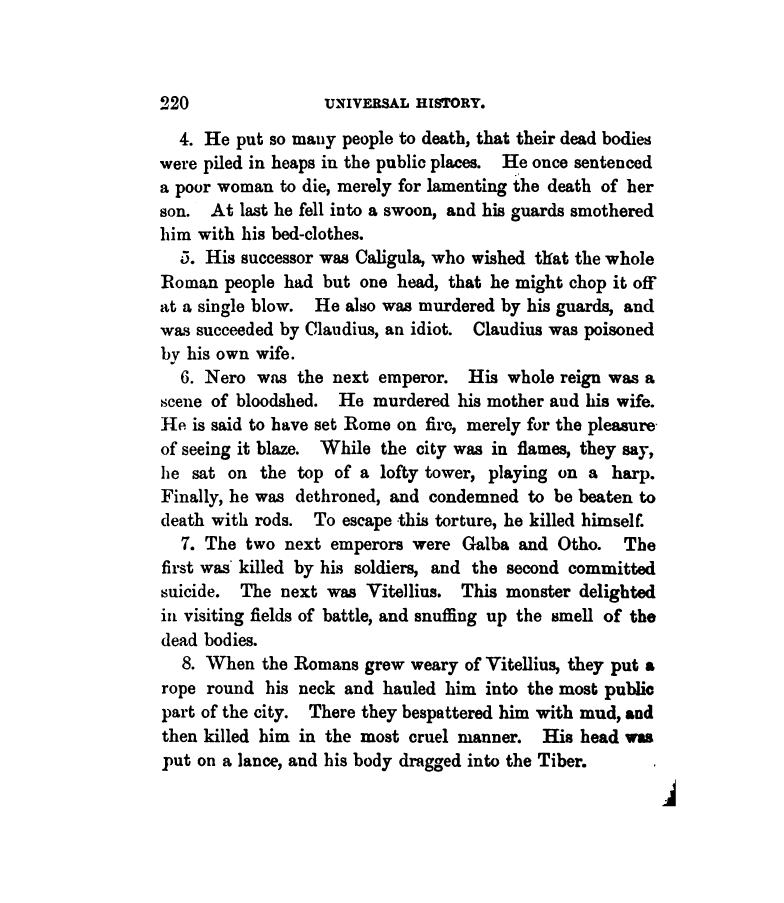 220 UNIVERSAL HISTORY.
4. He put so many people to death, that their dead bodies
were piled in heaps in the public places. He once sentenced
a poor woman to die, merely for lamenting the death of her
son. At last he fell into a swoon, and his guards smothered
him with his bed-clothes.
5. His successor was Caligula, who wished that the whole
Roman people had but one head, that he might chop it off
at a single blow. He also was murdered by his guards, and
was succeeded by Claudius, an idiot. Claudius was poisoned
by his own wife.
6. Nero was the next emperor. His whole reign was a
scene of bloodshed. He murdered his mother and his wife.
He is said to have set Rome on fire, merely for the pleasure
of seeing it blaze. While the city was in flames, they say,
he sat on the top of a lofty tower, playing on a harp.
Finally, he was dethroned, and condemned to be beaten to
death with rods. To escape this torture, he killed himself.
7. The two next emperors were Galba and Otho. The
first was killed by his soldiers, and the second committed
suicide. The next was Vitellius. This monster delighted
in visiting fields of battle, and snuffing up the smell of the
dead bodies.
8. When the Romans grew weary of Vitellius, they put a
rope round his neck and hauled him into the most public
part of the city. There they bespattered him with mud, and
then killed him in the most cruel manner. His head was
put on a lance, and his body dragged into the Tiber.